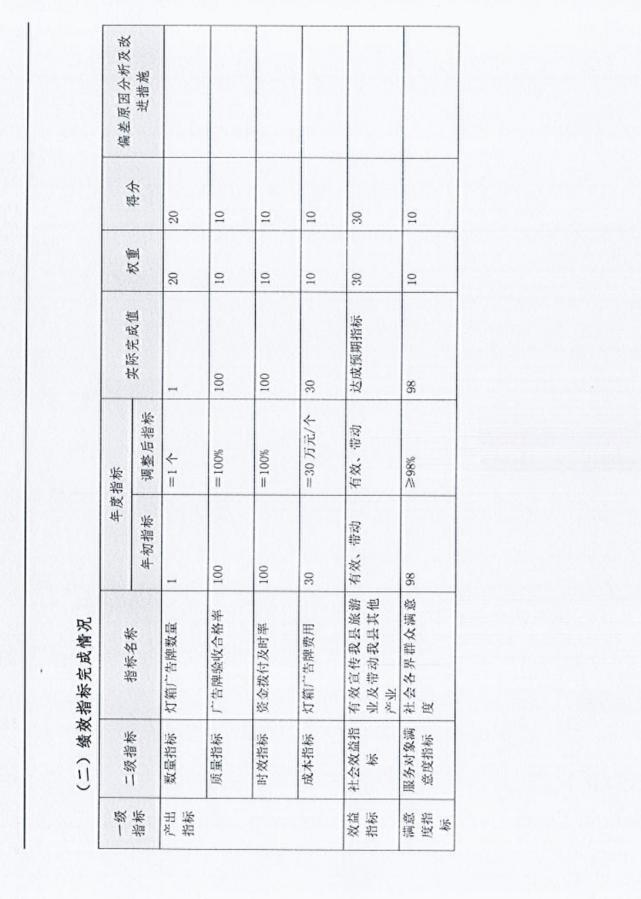 （二）绩效指标完成情况
一级
指标
二级指标
指标名称
年度指标
年初指标
调整后指标
实际完成值
权重
得分
偏差原因分析及改
进措施
产出
指标
数量指标
灯箱广告牌数量
1
＝1 个
1
20
20
质量指标
广告牌验收合格率
100
＝100%
100
10
10
时效指标
资金拨付及时率
100
＝100%
100
10
10
成本指标
灯箱广告牌费用
30
＝30 万元/个
30
10
10
效益
指标
社会效益指
标
有效宣传我县旅游
业及带动我县其他
产业
有效、带动
有效、带动
达成预期指标
30
30
满意
度指
标
服务对象满
意度指标
社会各界群众满意
度
98
≥98%
98
10
10